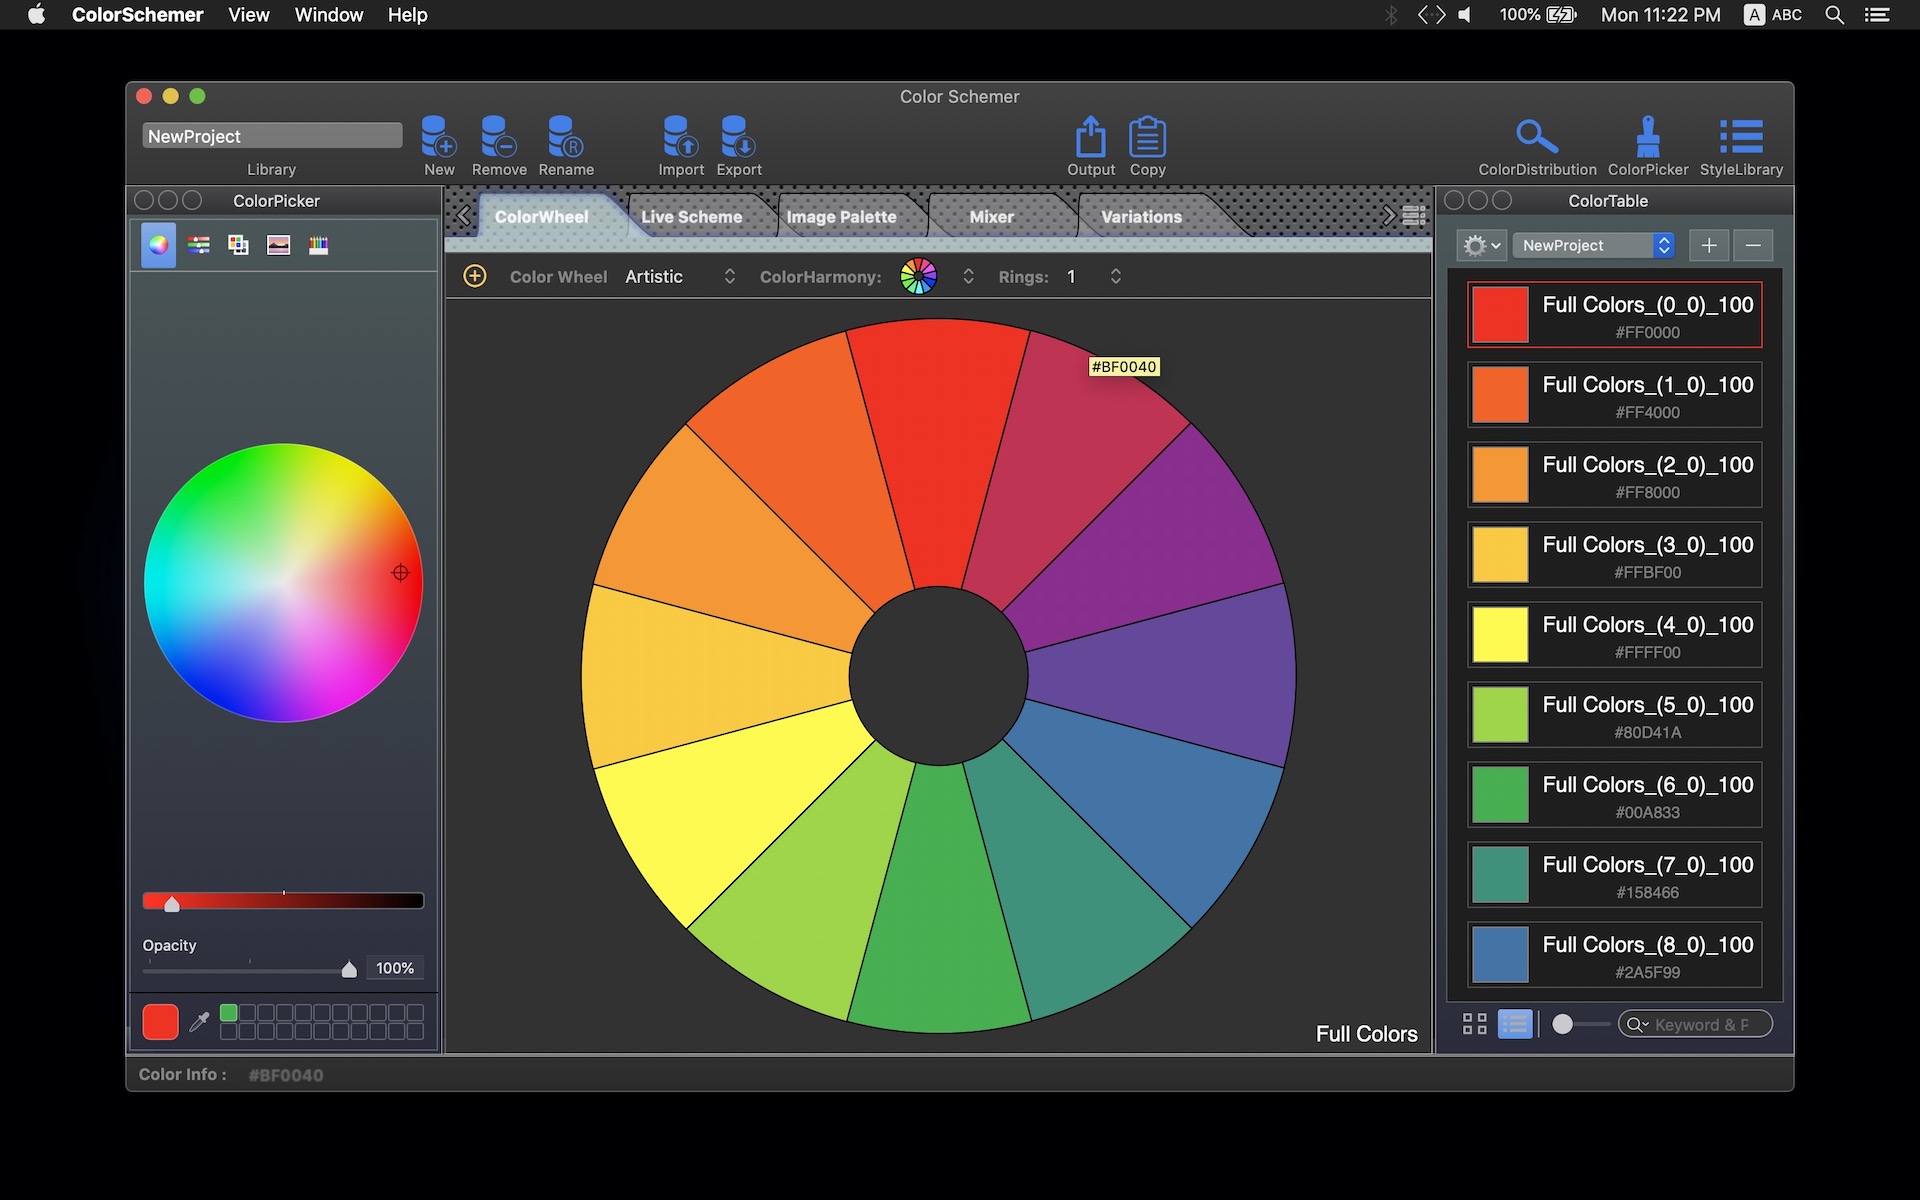 ColorSchemer View Window Help
100% Mon 11:22 PM A ABC
Color Schemer
NewProject
Library New Remove Rename Import Export Output Copy ColorDistribution ColorPicker StyleLibrary
R
ColorPicker
ColorWheel Live Scheme Image Palette Mixer Variations
Color Wheel Artistic ColorHarmony: Rings: 1
#BF0040
Full Colors
Opacity
100%
ColorTable
NewProject
Full Colors_(0_0)_100
#FF0000
Full Colors_(1_0)_100
#FF4000
Full Colors_(2_0)_100
#FF8000
Full Colors_(3_0)_100
#FFBF00
Full Colors_(4_0)_100
#FFFF00
Full Colors_(5_0)_100
#80D41A
Full Colors_(6_0)_100
#00A833
Full Colors_(7_0)_100
#158466
Full Colors_(8_0)_100
#2A5F99
Keyword & P
Color Info : #BF0040